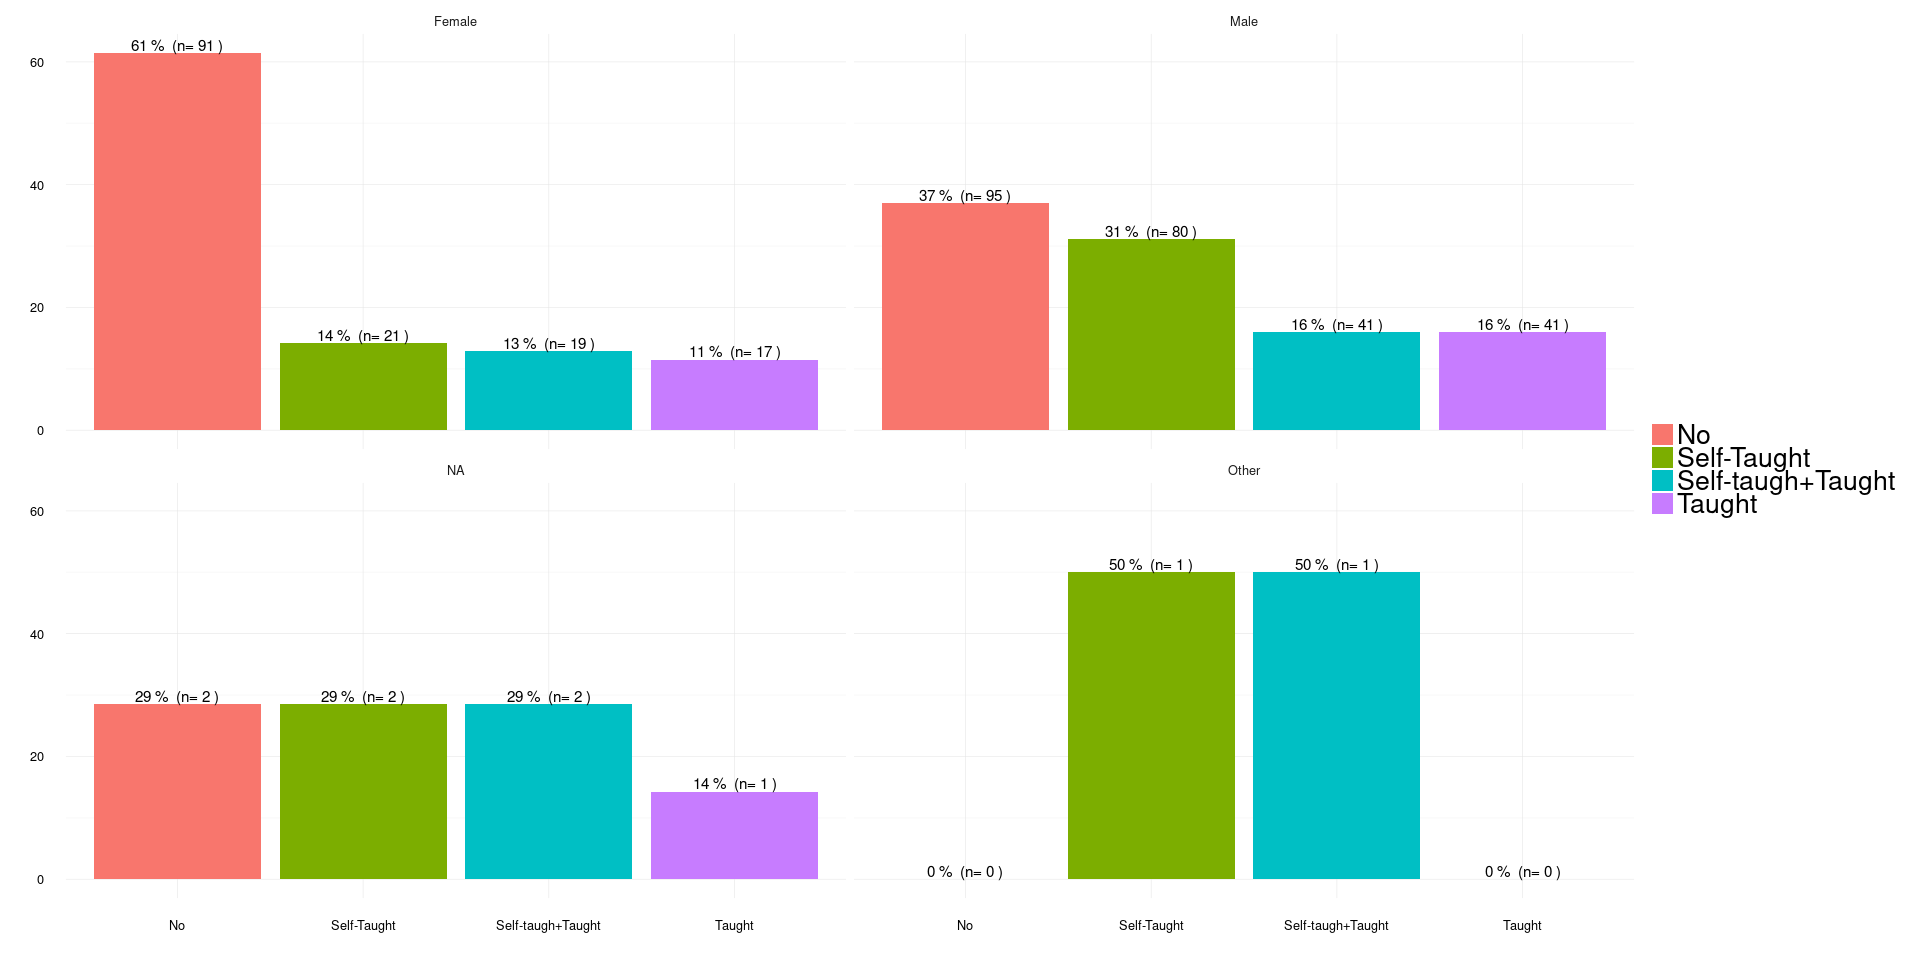 Female
Male
61 % (n= 91 )
14 % (n= 21 )
13 % (n= 19 )
11 % (n= 17 )
37 % (n= 95 )
31 % (n= 80 )
16 % (n= 41 )
16 % (n= 41 )
60
40
20
0
NA
Other
29 % (n= 2 )
29 % (n= 2 )
29 % (n= 2 )
14 % (n= 1 )
0 % (n= 0 )
50 % (n= 1 )
50 % (n= 1 )
0 % (n= 0 )
60
40
20
0
No
Self-Taught
Self-taugh+Taught
Taught
No
Self-Taught
Self-taugh+Taught
Taught
No
Self-Taught
Self-taugh+Taught
Taught